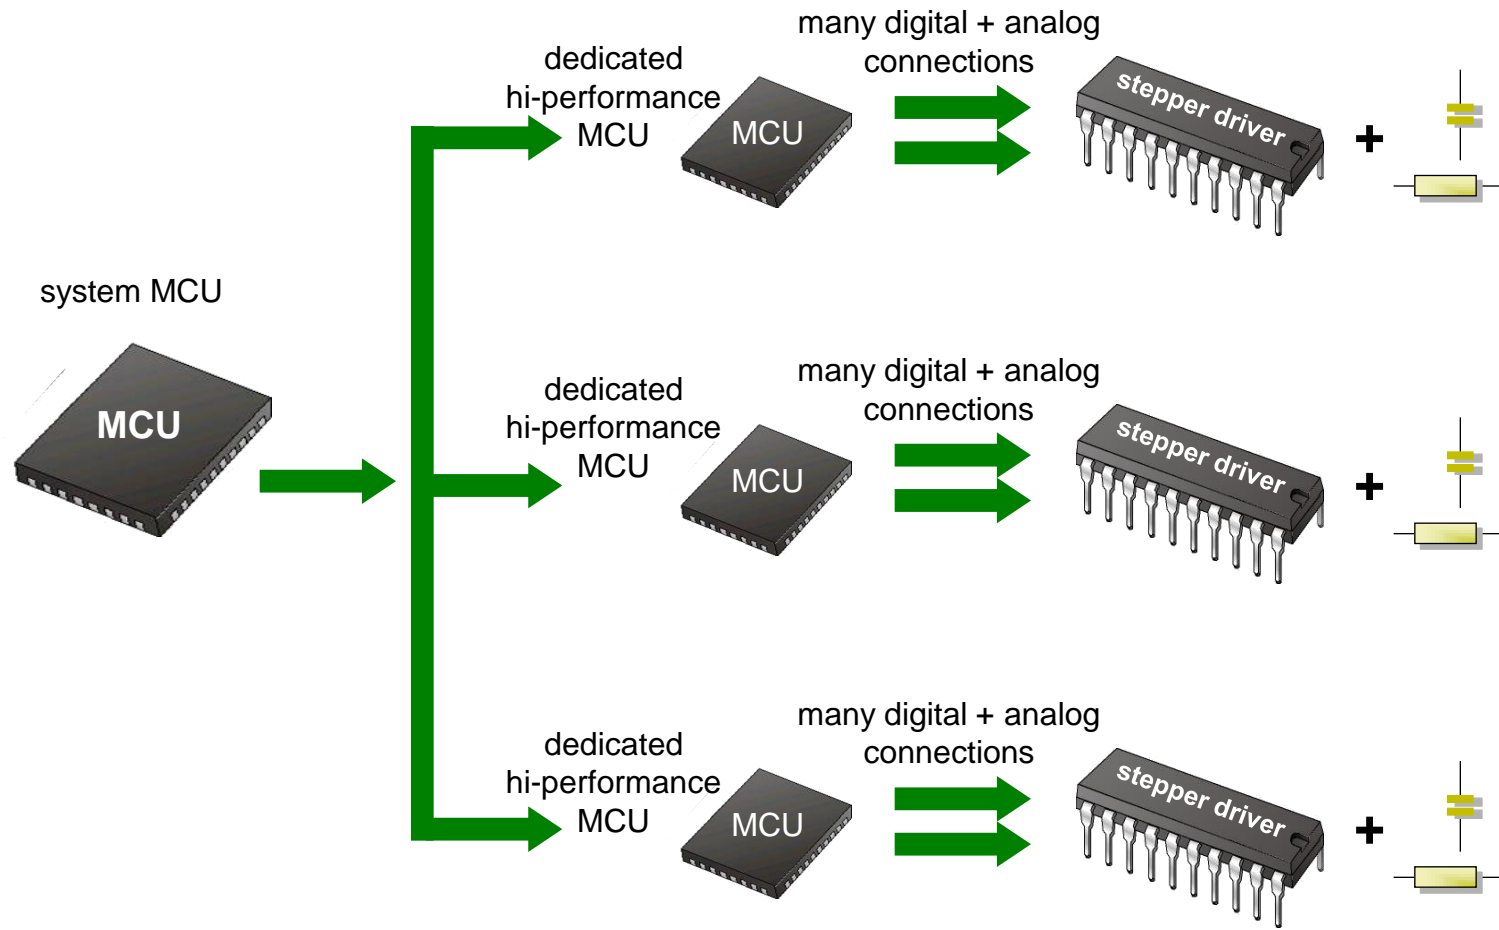 system MCU
MCU
dedicated
hi-performance
MCU
MCU
many digital + analog
connections
stepper driver
+
dedicated
hi-performance
MCU
MCU
many digital + analog
connections
stepper driver
+
dedicated
hi-performance
MCU
MCU
many digital + analog
connections
stepper driver
+